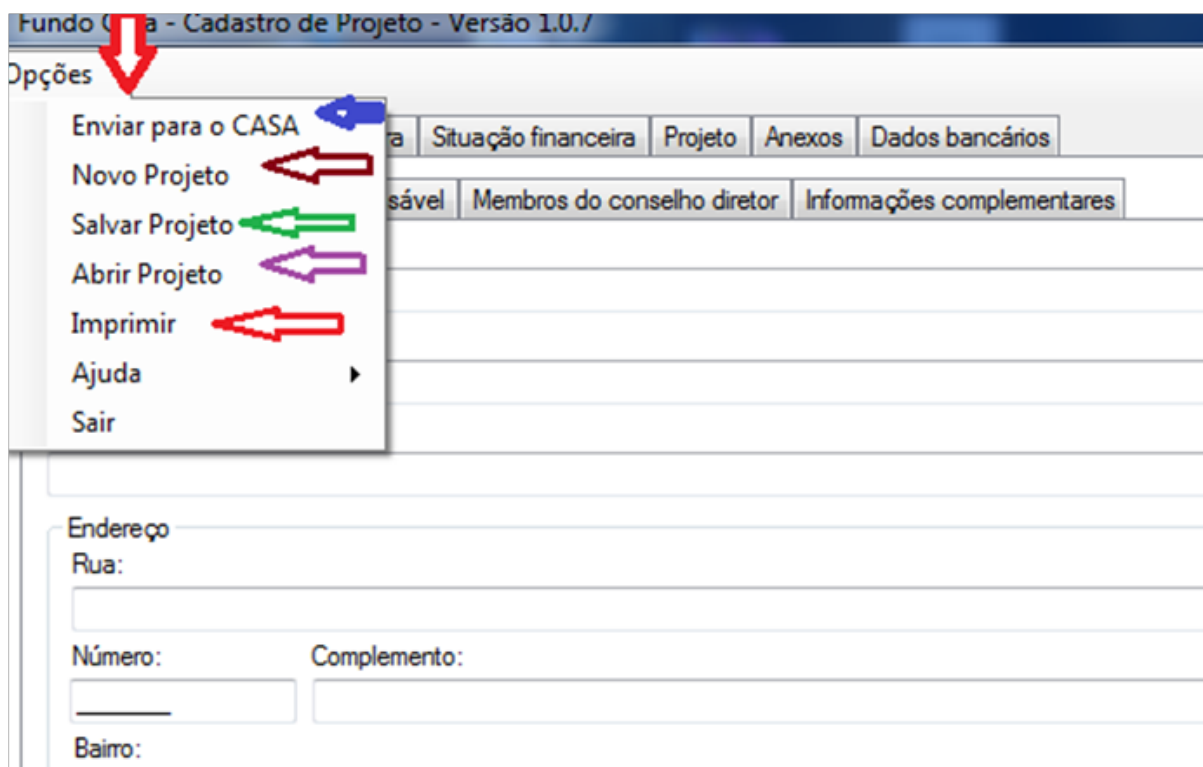 Fundo Casa - Cadastro de Projeto - Versão 1.0.7
Opções
Enviar para o CASA
Novo Projeto
Salvar Projeto
Abrir Projeto
Imprimir
Ajuda
Sair
Situação financeira Projeto Anexos Dados bancários
Membros do conselho diretor Informações complementares
Endereço
Rua:
Número: Complemento:
Bairro: